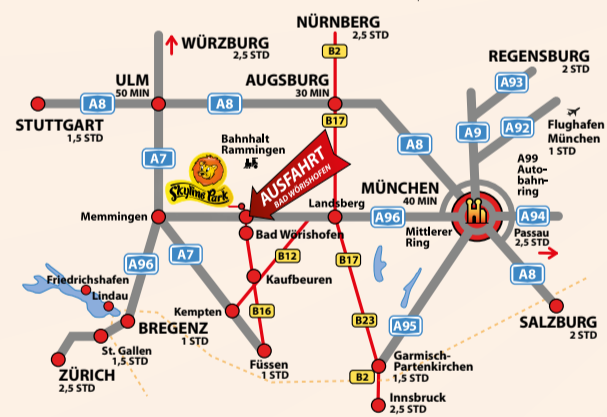 NÜRNBERG
2,5 STD
WÜRZBURG
2,5 STD
B2
REGENSBURG
2 STD
ULM
50 MIN
AUGSBURG
30 MIN
A93
A8
A8
B17
A9
A92
Flughafen
München
1 STD
STUTTGART
1,5 STD
A7
Bahnhalt
Rammingen
A8
A99
Auto-
bahn-
ring
Skyline Park
AUSFAHRT
BAD WÖRISHOFEN
MÜNCHEN
40 MIN
Memmingen
Landsberg
A96
A94
Bad Wörishofen
Mittlerer
Ring
Passau
2,5 STD
A96
A7
B12
B17
A8
Friedrichshafen
Kaufbeuren
Lindau
Kempten
B16
B23
A95
BREGENZ
1 STD
SALZBURG
2 STD
St. Gallen
1,5 STD
Füssen
1 STD
Garmisch-
Partenkirchen
1,5 STD
ZÜRICH
2,5 STD
B2
Innsbruck
2,5 STD